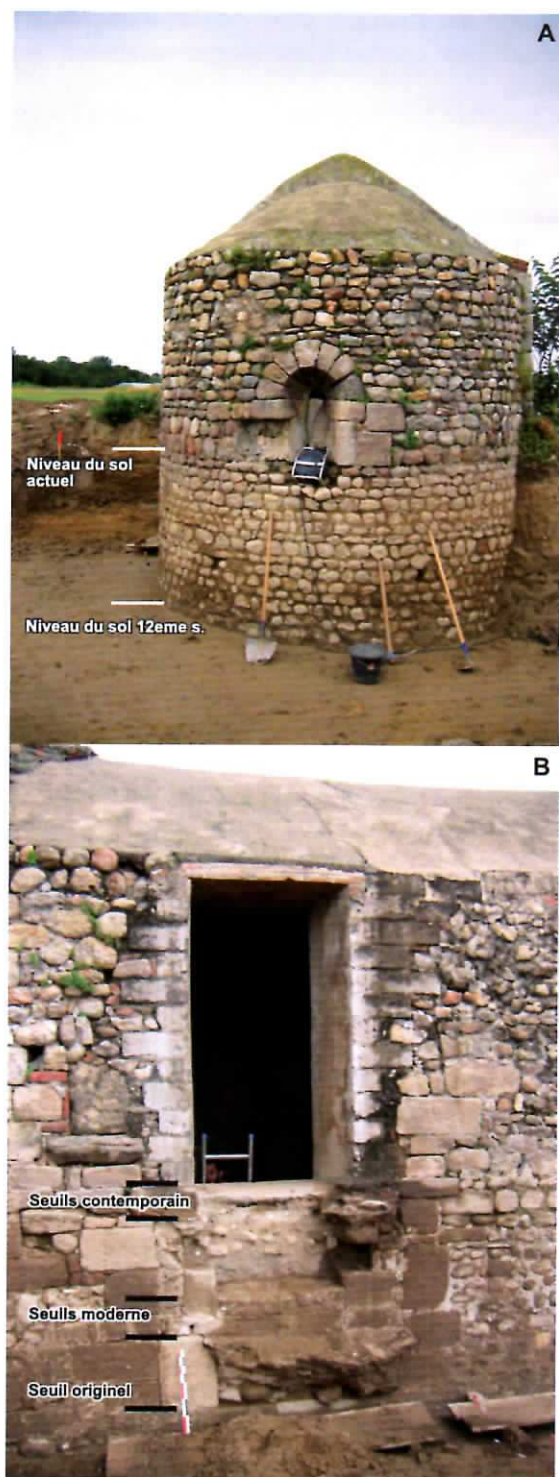 A
Niveau du sol
actuel
Niveau du sol 12eme s.
B
Seuils contemporain
Seuils moderne
Seuil originel